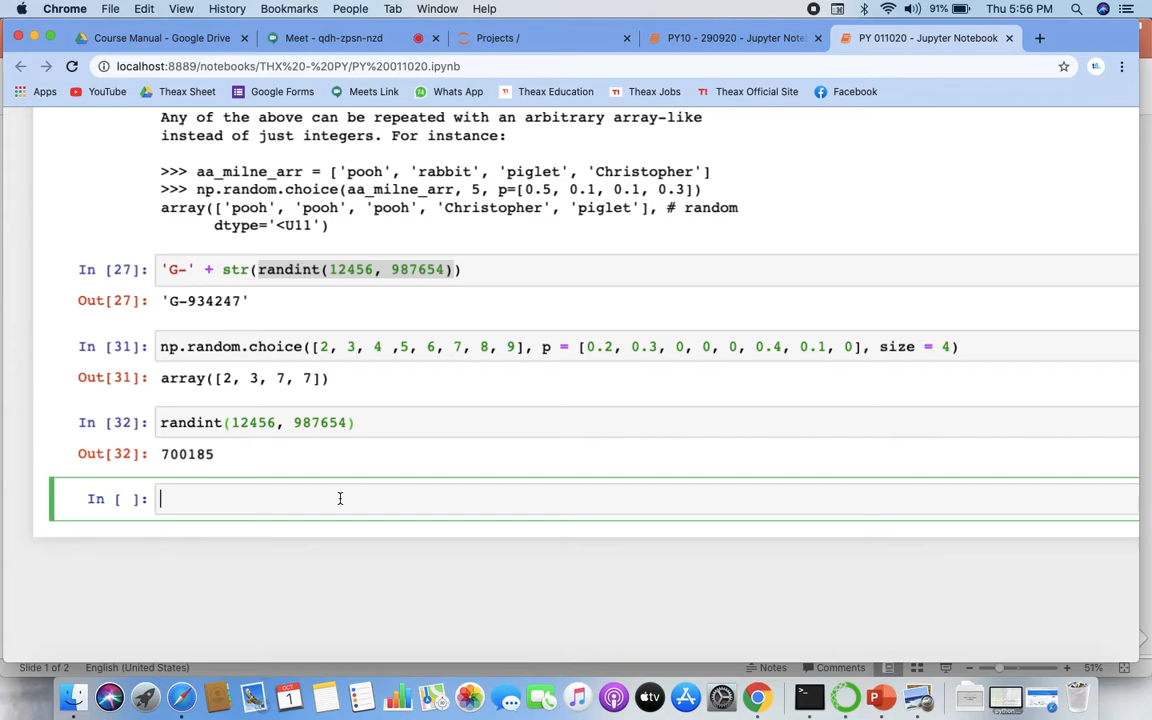 Chrome File Edit View History Bookmarks People Tab Window Help 91% Thu 5:56 PM
Course Manual - Google Drive × Meet - qdh-zpsn-nzd × Projects / × PY10 - 290920 - Jupyter Note × PY 011020 - Jupyter Notebook × +
localhost:8889/notebooks/THX%20-%20PY/PY%20011020.ipynb
Apps YouTube Theax Sheet Google Forms Meets Link Whats App Theax Education Theax Jobs Theax Official Site Facebook
Any of the above can be repeated with an arbitrary array-like
instead of just integers. For instance:
>>> aa_milne_arr = ['pooh', 'rabbit', 'piglet', 'Christopher']
>>> np.random.choice(aa_milne_arr, 5, p=[0.5, 0.1, 0.1, 0.3])
array(['pooh', 'pooh', 'pooh', 'Christopher', 'piglet'], # random
dtype='<U11')
In [27]: 'G-' + str(randint(12456, 987654))
Out[27]: 'G-934247'
In [31]: np.random.choice([2, 3, 4 ,5, 6, 7, 8, 9], p = [0.2, 0.3, 0, 0, 0, 0.4, 0.1, 0], size = 4)
Out[31]: array([2, 3, 7, 7])
In [32]: randint(12456, 987654)
Out[32]: 700185
In [ ]:
Slide 1 of 2 English (United States) Notes Comments 51%
OCT
1